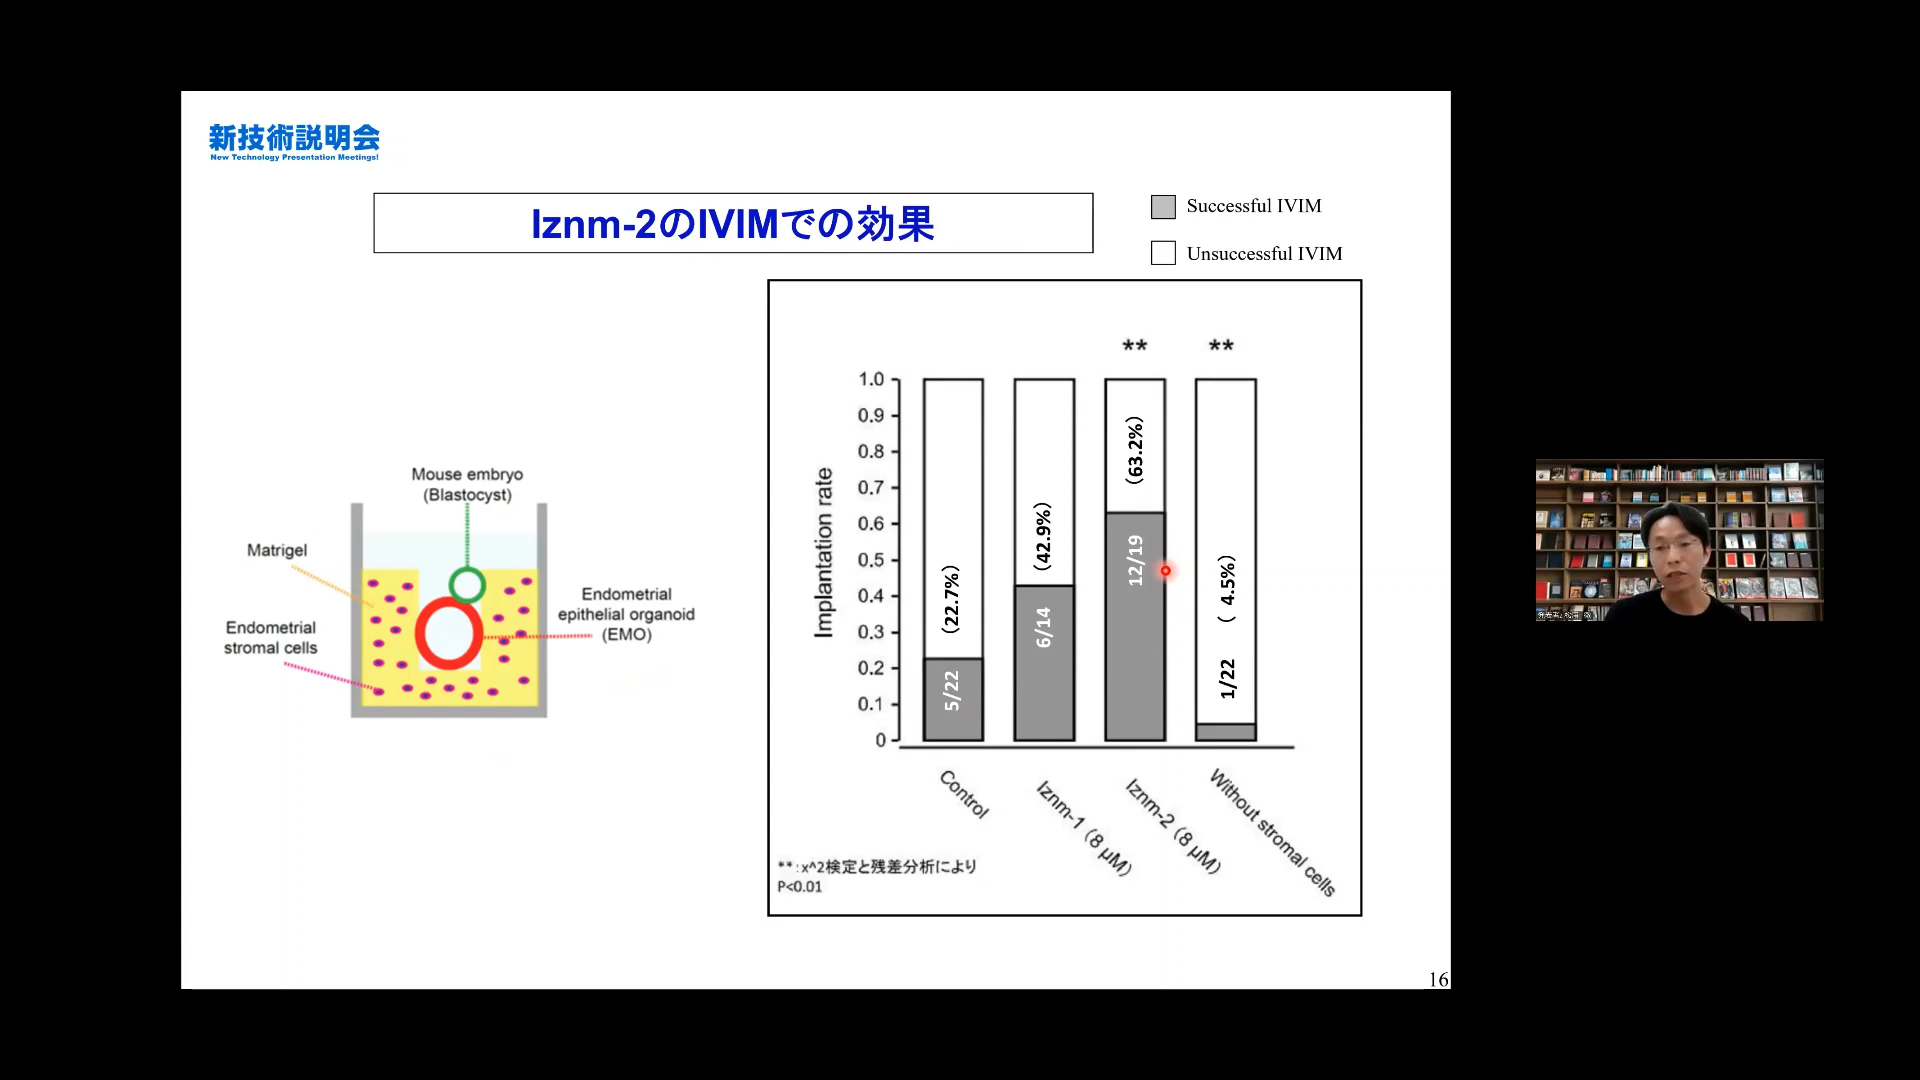 新技術説明会
New Technology Presentation Meetings!
Iznm-2のIVIMでの効果
Successful IVIM
Unsuccessful IVIM
Mouse embryo
(Blastocyst)
Matrigel
Endometrial
stromal cells
Endometrial
epithelial organoid
(EMO)
** **
Implantation rate
1.0
0.9
0.8
0.7
0.6
0.5
0.4
0.3
0.2
0.1
0
5/22 (22.7%)
6/14 (42.9%)
12/19 (63.2%)
1/22 ( 4.5%)
Control
Iznm-1 (8 μM)
Iznm-2 (8 μM)
Without stromal cells
**:x^2検定と残差分析により
P<0.01
16